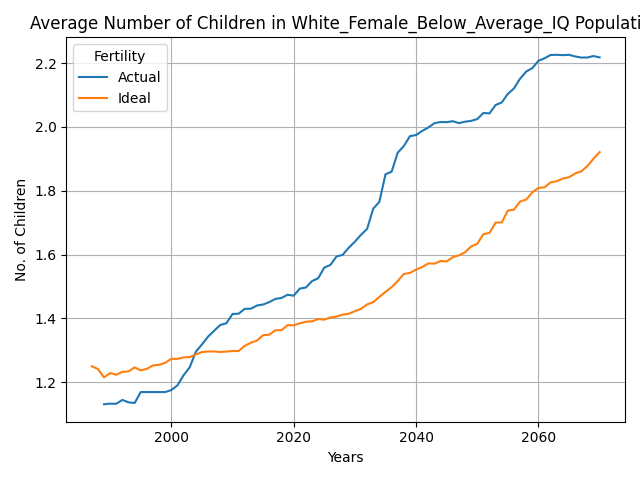 Average Number of Children in White_Female_Below_Average_IQ Populati
Fertility
Actual
Ideal
2.2
2.0
1.8
1.6
1.4
1.2
No. of Children
2000
2020
2040
2060
Years